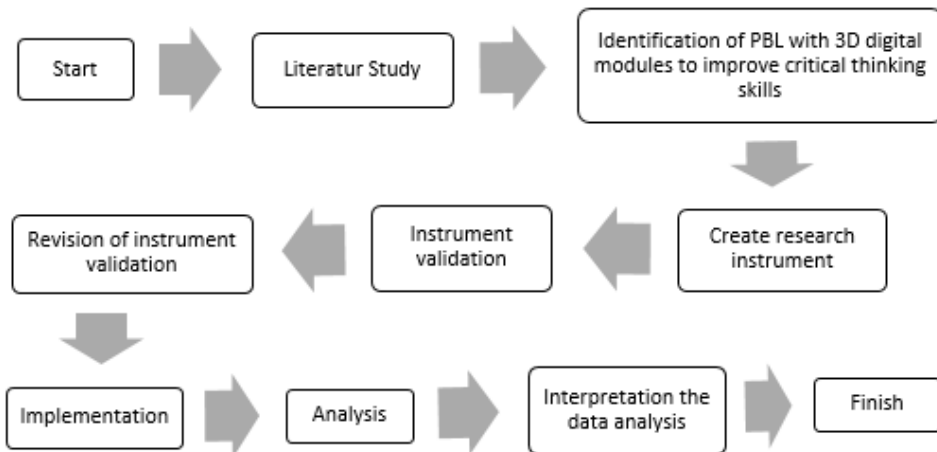 Start
Literatur Study
Identification of PBL with 3D digital
modules to improve critical thinking
skills
Create research
instrument
Instrument
validation
Revision of instrument
validation
Implementation
Analysis
Interpretation the
data analysis
Finish